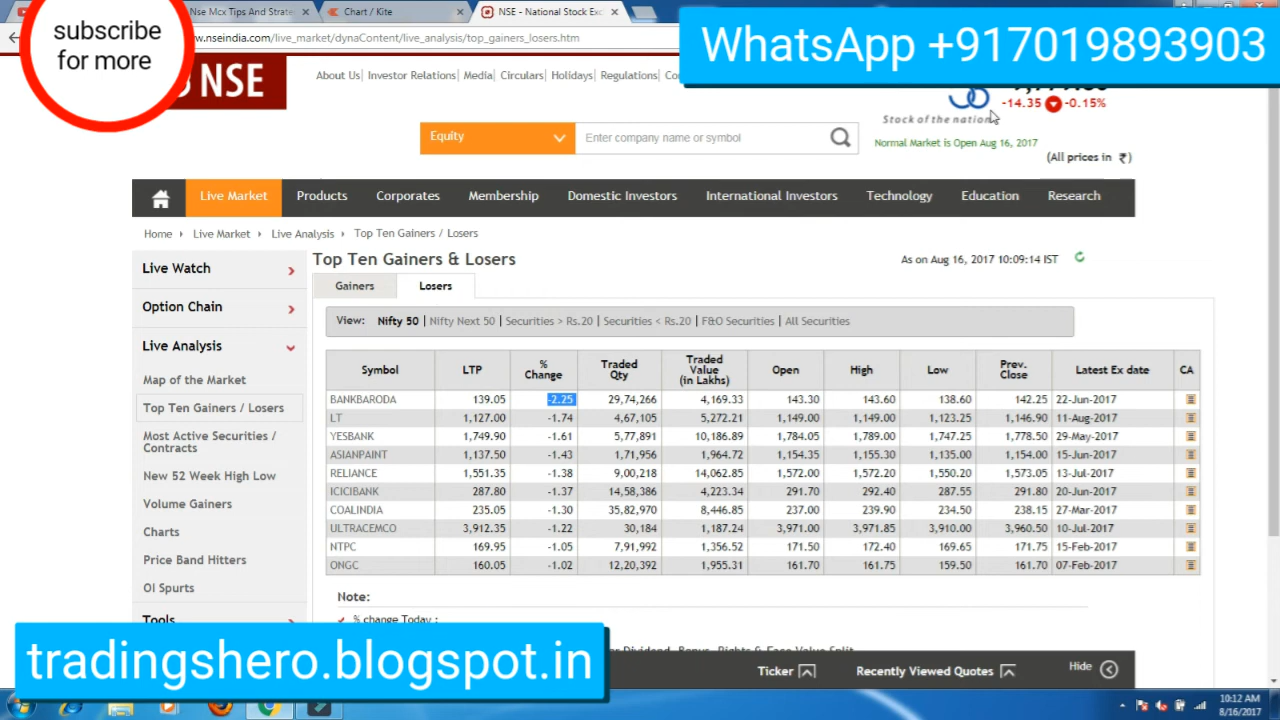 Nse Mcx Tips And Strate
Chart / Kite
NSE - National Stock Exc
w.nseindia.com/live_market/dynaContent/live_analysis/top_gainers_losers.htm
subscribe
for more
WhatsApp +917019893903
NSE
About Us | Investor Relations | Media | Circulars | Holidays | Regulations |
-14.35 -0.15%
Stock of the nation
Equity
Enter company name or symbol
Normal Market is Open Aug 16, 2017
(All prices in ₹)
Live Market Products Corporates Membership Domestic Investors International Investors Technology Education Research
Home Live Market Live Analysis Top Ten Gainers / Losers
Live Watch
Option Chain
Live Analysis
Map of the Market
Top Ten Gainers / Losers
Most Active Securities /
Contracts
New 52 Week High Low
Volume Gainers
Charts
Price Band Hitters
OI Spurts
Tools
Top Ten Gainers & Losers
As on Aug 16, 2017 10:09:14 IST
Gainers Losers
View: Nifty 50 | Nifty Next 50 | Securities > Rs.20 | Securities < Rs.20 | F&O Securities | All Securities
Symbol LTP % Change Traded Qty Traded Value (in Lakhs) Open High Low Prev. Close Latest Ex date CA
BANKBARODA 139.05 -2.25 29,74,266 4,169.33 143.30 143.60 138.60 142.25 22-Jun-2017
LT 1,127.00 -1.74 4,67,105 5,272.21 1,149.00 1,149.00 1,123.25 1,146.90 11-Aug-2017
YESBANK 1,749.90 -1.61 5,77,891 10,186.89 1,784.05 1,789.00 1,747.25 1,778.50 29-May-2017
ASIANPAINT 1,137.50 -1.43 1,71,956 1,964.72 1,154.35 1,155.30 1,135.00 1,154.00 15-Jun-2017
RELIANCE 1,551.35 -1.38 9,00,218 14,062.85 1,572.00 1,572.20 1,550.20 1,573.05 13-Jul-2017
ICICIBANK 287.80 -1.37 14,58,386 4,223.34 291.70 292.40 287.55 291.80 20-Jun-2017
COALINDIA 235.05 -1.30 35,82,970 8,446.85 237.00 239.90 234.50 238.15 27-Mar-2017
ULTRACEMCO 3,912.35 -1.22 30,184 1,187.24 3,971.00 3,971.85 3,910.00 3,960.50 10-Jul-2017
NTPC 169.95 -1.05 7,91,992 1,356.52 171.50 172.40 169.65 171.75 15-Feb-2017
ONGC 160.05 -1.02 12,20,392 1,955.31 161.70 161.75 159.50 161.70 07-Feb-2017
Note:
% change Today :
Dividend, Bonus, Rights & Face Value Split
tradingshero.blogspot.in
Ticker Recently Viewed Quotes Hide
10:12 AM
8/16/2017